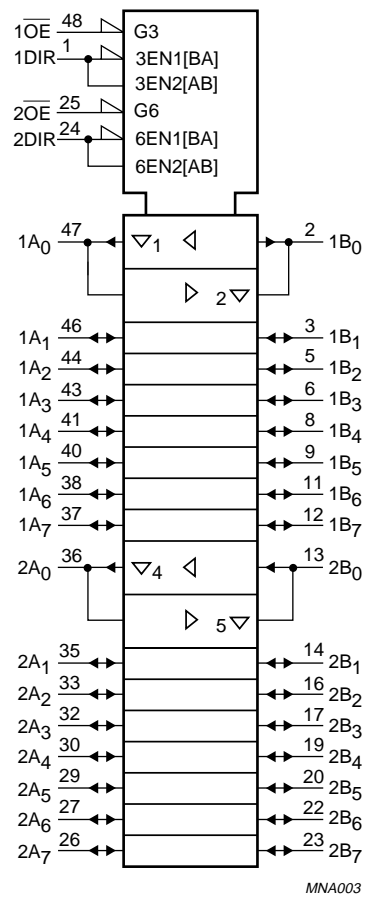 1O̅E̅ 48 G3
1DIR 1 3EN1[BA]
3EN2[AB]
2O̅E̅ 25 G6
2DIR 24 6EN1[BA]
6EN2[AB]
1A0 47 1 2 1B0
2
1A1 46 3 1B1
1A2 44 5 1B2
1A3 43 6 1B3
1A4 41 8 1B4
1A5 40 9 1B5
1A6 38 11 1B6
1A7 37 12 1B7
2A0 36 4 13 2B0
5
2A1 35 14 2B1
2A2 33 16 2B2
2A3 32 17 2B3
2A4 30 19 2B4
2A5 29 20 2B5
2A6 27 22 2B6
2A7 26 23 2B7
MNA003